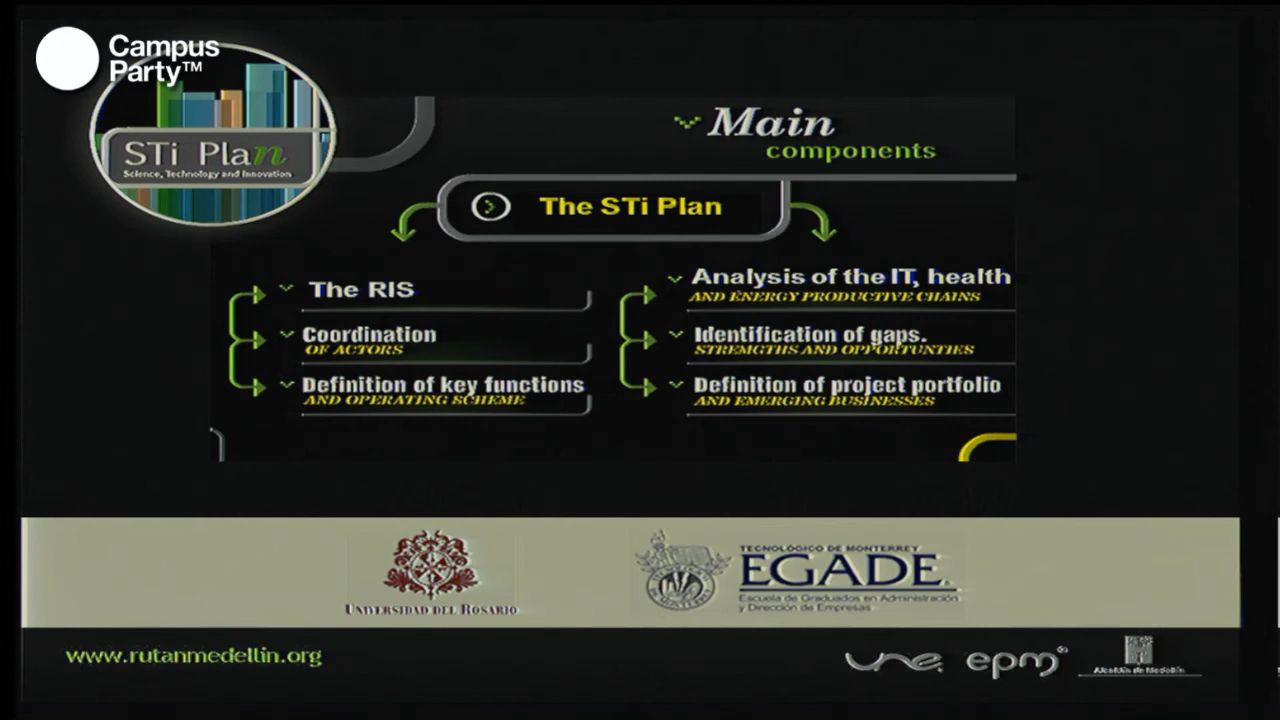 Campus
Party™
STi Plan
Science, Technology and Innovation
Main
components
The STi Plan
The RIS
Coordination
OF ACTORS
Definition of key functions
AND OPERATING SCHEME
Analysis of the IT, health
AND ENERGY PRODUCTIVE CHAINS
Identification of gaps.
STREMGTHS AND OPPORTUNTIES
Definition of project portfolio
AND EMERGING BUSINESSES
UNIVERSIDAD DEL ROSARIO
TECNOLÓGICO DE MONTERREY
EGADE
Escuela de Graduados en Administración
y Dirección de Empresas
www.rutanmedellin.org
une
epm®
Alcaldía de Medellín